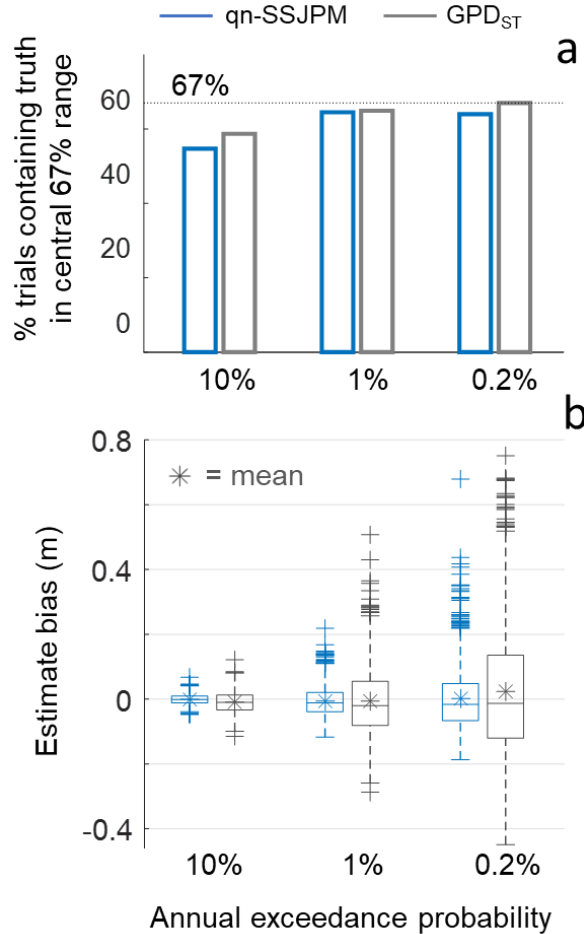 qn-SSJPM GPD_ST
a
% trials containing truth
in central 67% range
67%
60
40
20
0
10% 1% 0.2%
b
Estimate bias (m)
0.8
✳ = mean
0.4
0
-0.4
10% 1% 0.2%
Annual exceedance probability